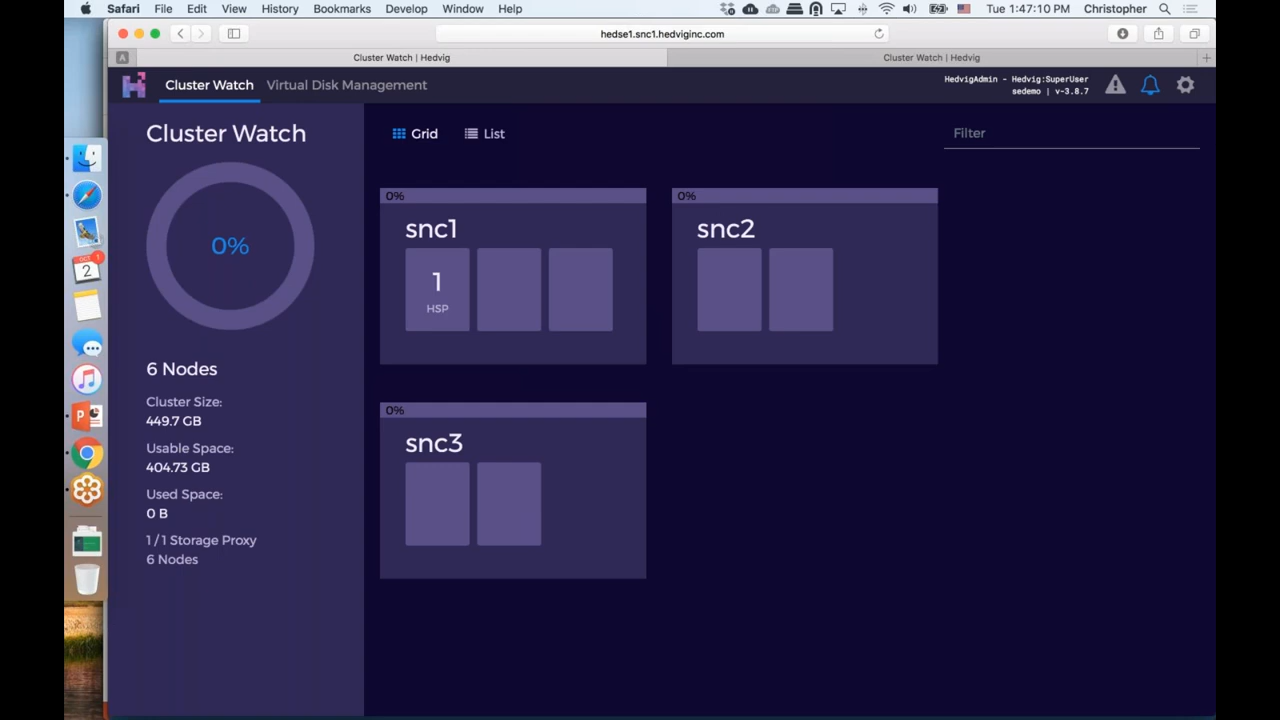 Safari File Edit View History Bookmarks Develop Window Help Tue 1:47:10 PM Christopher
hedse1.snc1.hedviginc.com
A Cluster Watch | Hedvig Cluster Watch | Hedvig
H Cluster Watch Virtual Disk Management
HedvigAdmin - Hedvig:SuperUser
sedemo | v-3.8.7
Cluster Watch
0%
6 Nodes
Cluster Size:
449.7 GB
Usable Space:
404.73 GB
Used Space:
0 B
1 / 1 Storage Proxy
6 Nodes
Grid List Filter
0%
snc1
1
HSP
0%
snc2
0%
snc3
OCT 1
2
P